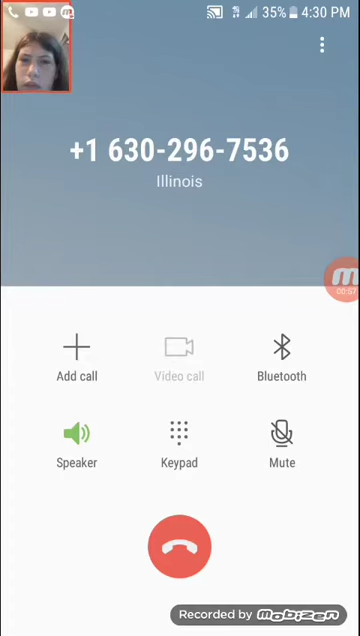 35% 4:30 PM
+1 630-296-7536
Illinois
00:57
Add call
Video call
Bluetooth
Speaker
Keypad
Mute
Recorded by mobizen